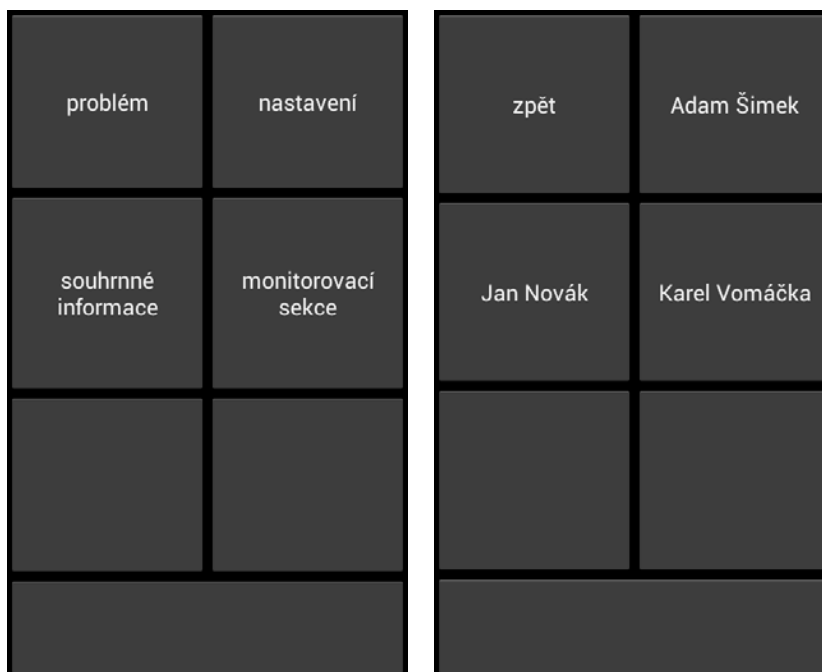 problém
nastavení
souhrnné
informace
monitorovací
sekce
zpět
Adam Šimek
Jan Novák
Karel Vomáčka